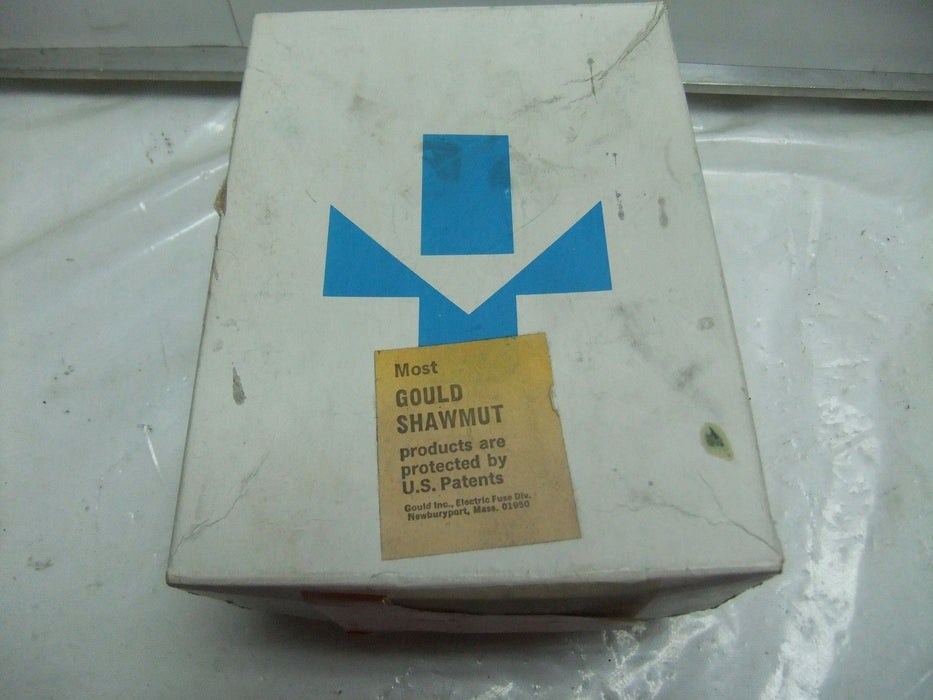 Most
GOULD
SHAWMUT
products are
protected by
U.S. Patents
Gould Inc., Electric Fuse Div.
Newburyport, Mass. 01950